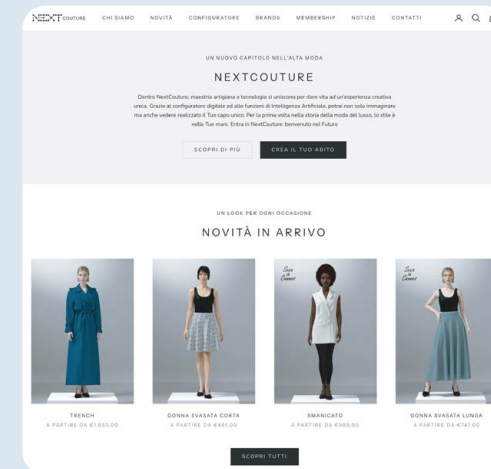 NEXT COUTURE CHI SIAMO NOVITÀ CONFIGURATORE BRANDS MEMBERSHIP NOTIZIE CONTATTI
UN NUOVO CAPITOLO NELL'ALTA MODA
NEXTCOUTURE
Dentro NextCouture, maestria artigiana e tecnologia si uniscono per dare vita ad un'esperienza creativa
unica. Grazie al configuratore digitale ed alle funzioni di Intelligenza Artificiale, potrai non solo immaginare
ma anche vedere realizzato il Tuo capo unico. Per la prima volta nella storia della moda del lusso, lo stile è
nelle Tue mani. Entra in NextCouture: benvenuto nel Futuro
SCOPRI DI PIÙ CREA IL TUO ABITO
UN LOOK PER OGNI OCCASIONE
NOVITÀ IN ARRIVO
TRENCH
A PARTIRE DA €1.053,00
GONNA SVASATA CORTA
A PARTIRE DA €461,00
SMANICATO
A PARTIRE DA €389,00
GONNA SVASATA LUNGA
A PARTIRE DA €747,00
SCOPRI TUTTI